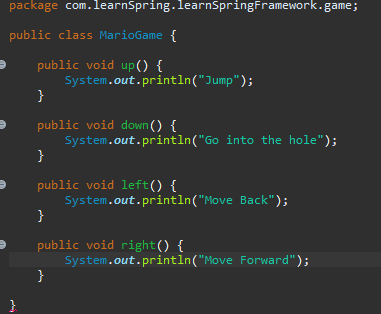 package com.learnSpring.learnSpringFramework.game;
public class MarioGame {
public void up() {
System.out.println("Jump");
}
public void down() {
System.out.println("Go into the hole");
}
public void left() {
System.out.println("Move Back");
}
public void right() {
System.out.println("Move Forward");
}
}